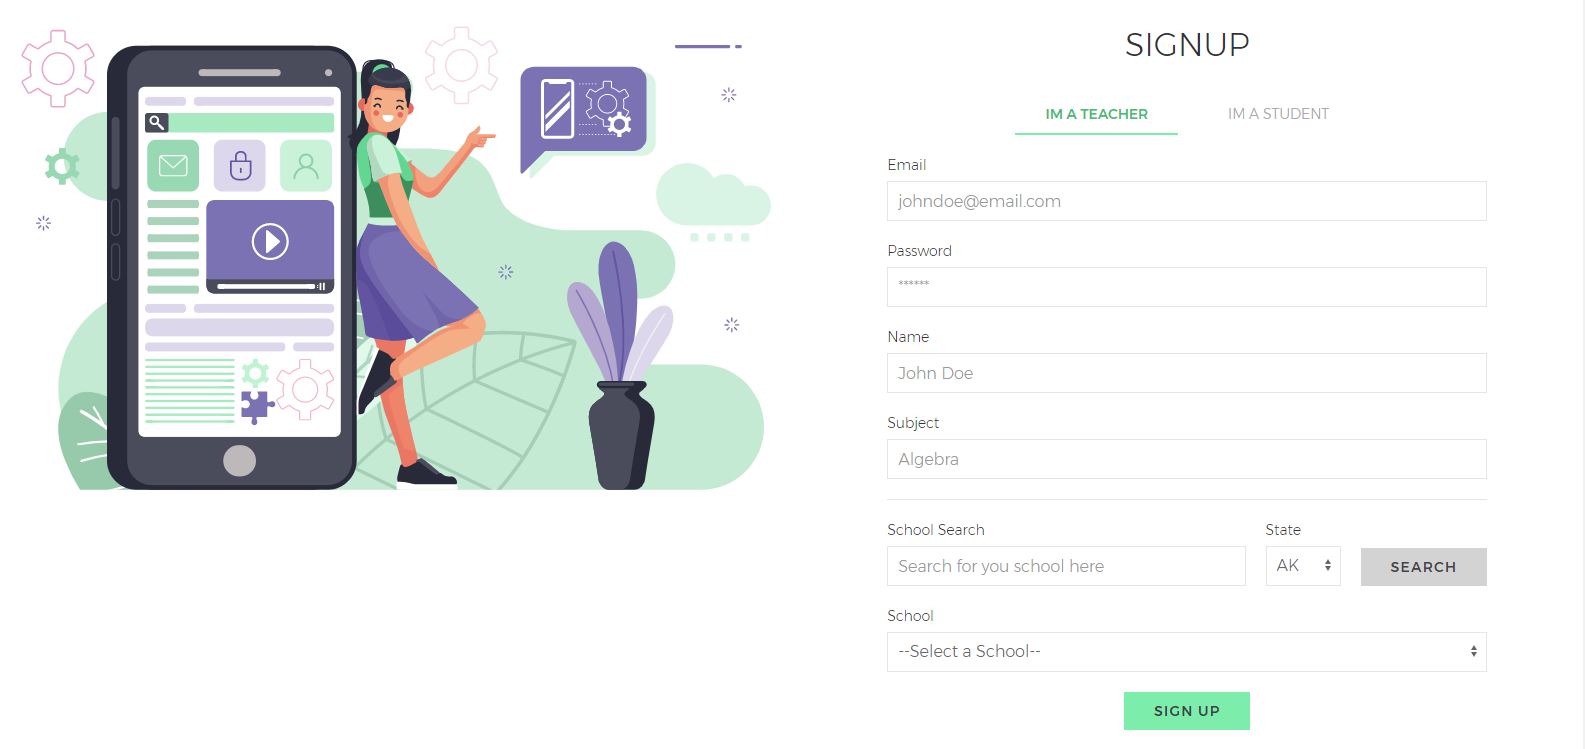 SIGNUP
IM A TEACHER
IM A STUDENT
Email
johndoe@email.com
Password
******
Name
John Doe
Subject
Algebra
School Search
State
Search for you school here
AK
SEARCH
School
--Select a School--
SIGN UP